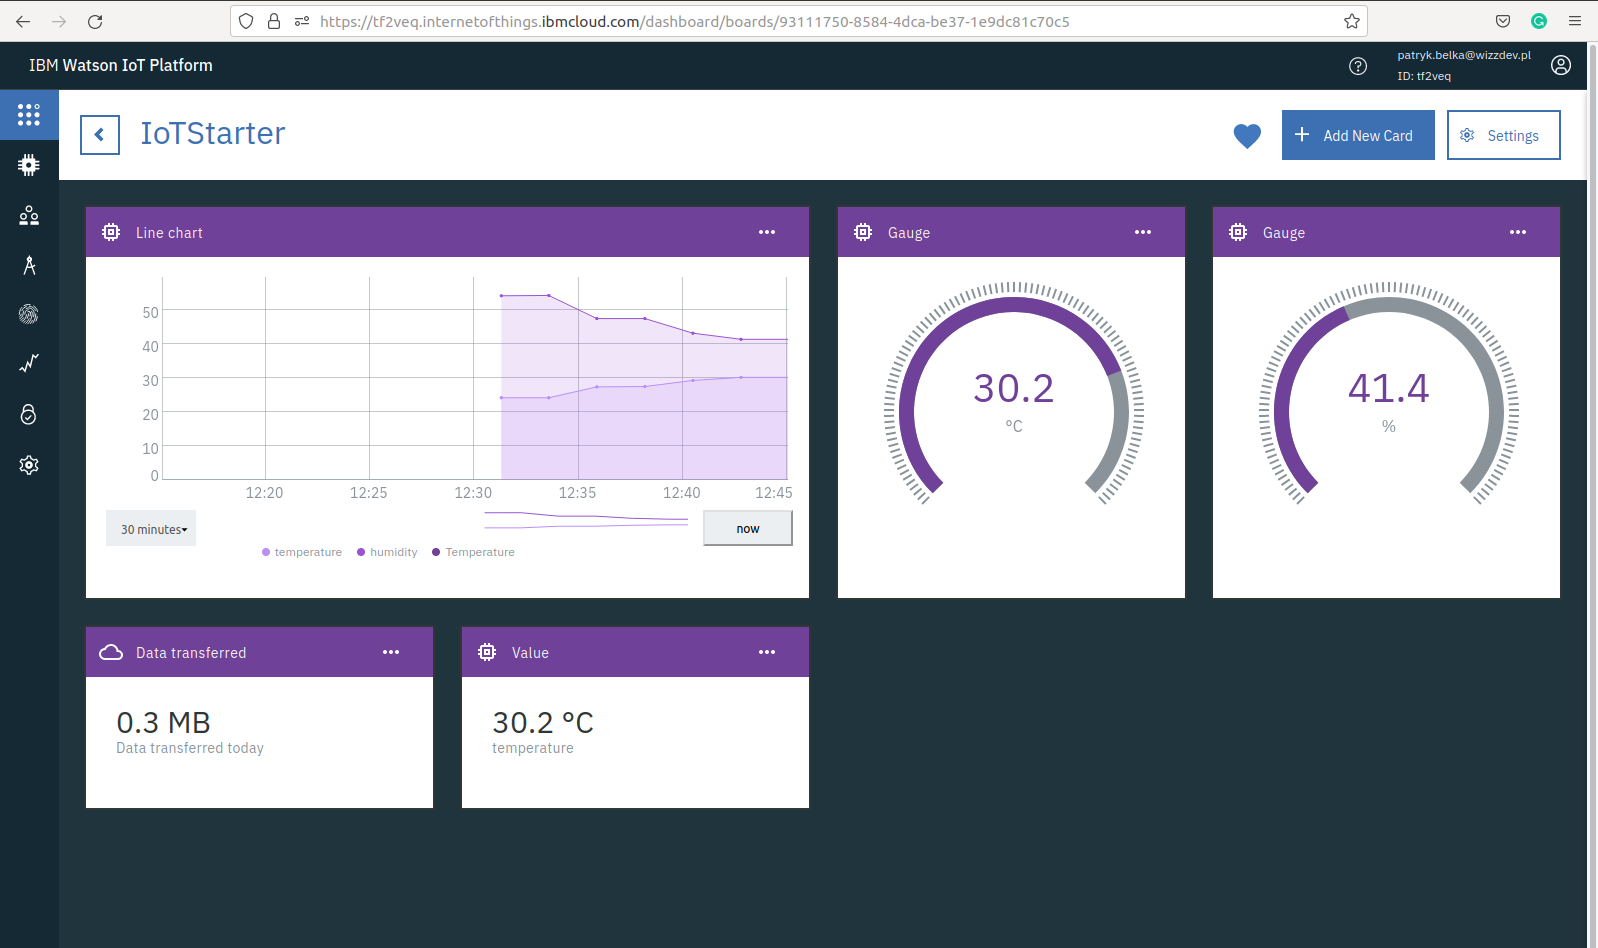 https://tf2veq.internetofthings.ibmcloud.com/dashboard/boards/93111750-8584-4dca-be37-1e9dc81c70c5
IBM Watson IoT Platform
patryk.belka@wizzdev.pl
ID: tf2veq
IoTStarter
Add New Card
Settings
Line chart
50
40
30
20
10
0
12:20 12:25 12:30 12:35 12:40 12:45
30 minutes
now
temperature humidity Temperature
Gauge
30.2
°C
Gauge
41.4
%
Data transferred
0.3 MB
Data transferred today
Value
30.2 °C
temperature